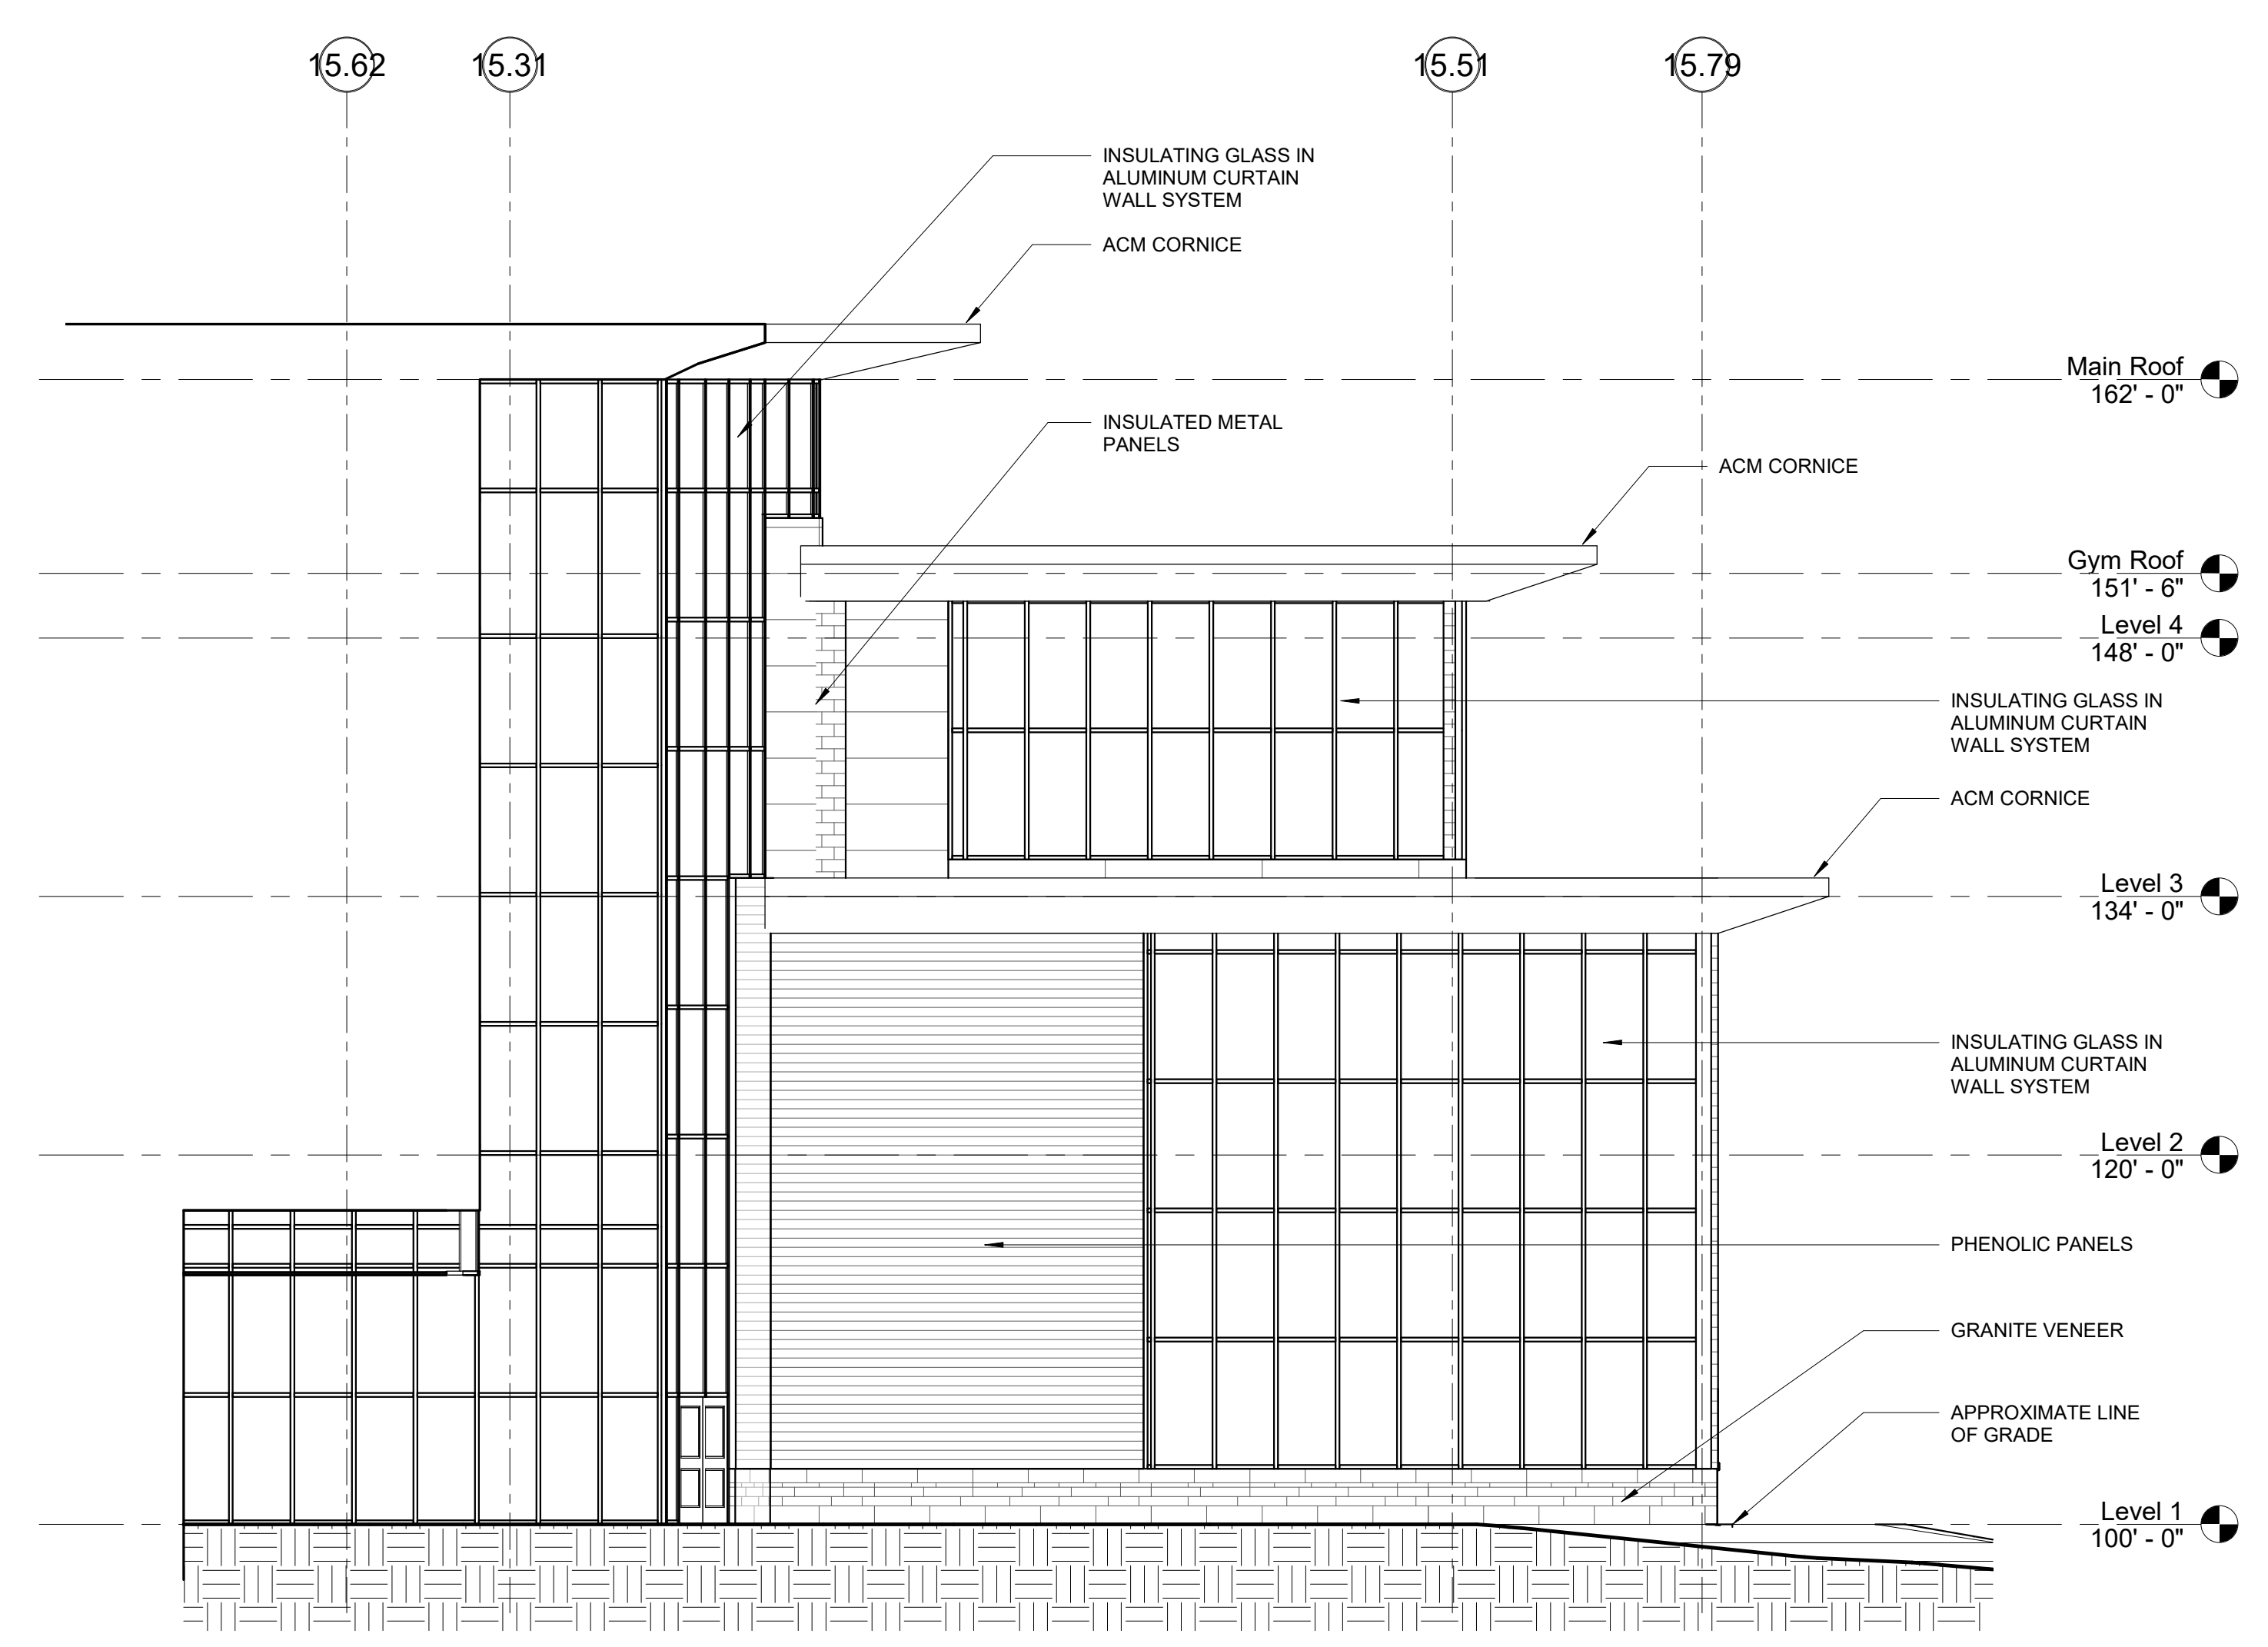 15.62
15.31
15.51
15.79
INSULATING GLASS IN
ALUMINUM CURTAIN
WALL SYSTEM
ACM CORNICE
Main Roof
162' - 0"
INSULATED METAL
PANELS
ACM CORNICE
Gym Roof
151' - 6"
Level 4
148' - 0"
INSULATING GLASS IN
ALUMINUM CURTAIN
WALL SYSTEM
ACM CORNICE
Level 3
134' - 0"
INSULATING GLASS IN
ALUMINUM CURTAIN
WALL SYSTEM
Level 2
120' - 0"
PHENOLIC PANELS
GRANITE VENEER
APPROXIMATE LINE
OF GRADE
Level 1
100' - 0"